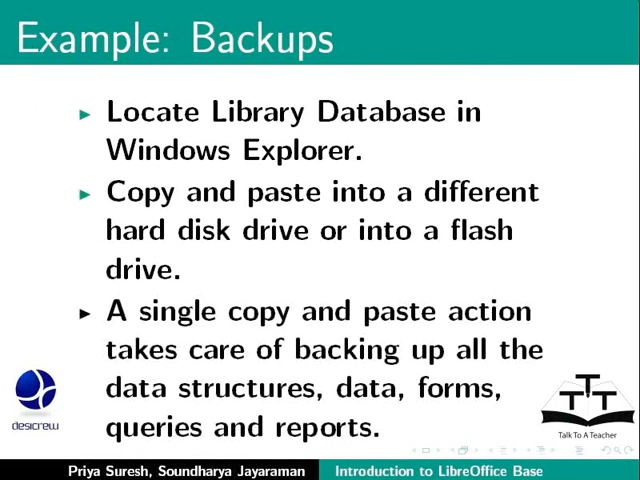 Example: Backups
Locate Library Database in
Windows Explorer.
Copy and paste into a different
hard disk drive or into a flash
drive.
A single copy and paste action
takes care of backing up all the
data structures, data, forms,
queries and reports.
desicrew
TTT
Talk To A Teacher
Priya Suresh, Soundharya Jayaraman
Introduction to LibreOffice Base